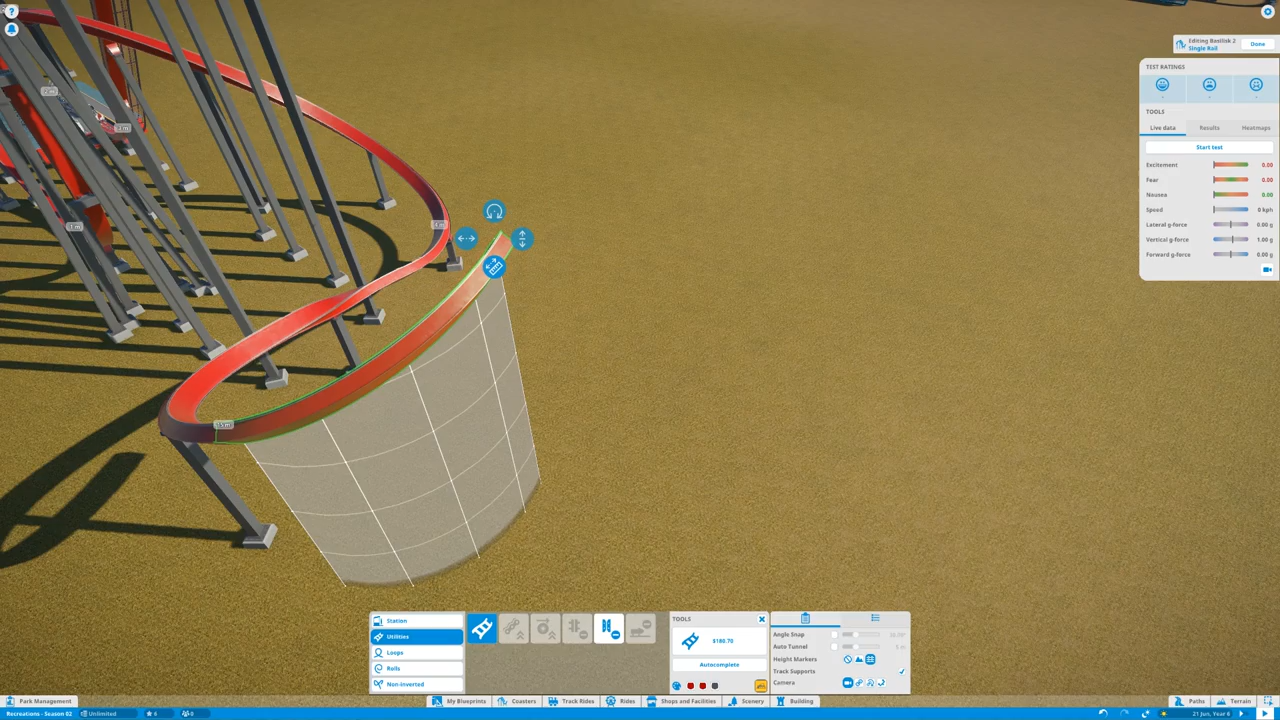 ?
Editing Basilisk 2
Single Rail
Done
TEST RATINGS
TOOLS
Live data
Results
Heatmaps
Start test
Excitement
0.00
Fear
0.00
Nausea
0.00
Speed
0 kph
Lateral g-force
0.00 g
Vertical g-force
1.00 g
Forward g-force
0.00 g
Station
Utilities
Loops
Rolls
Non-inverted
TOOLS
$180.70
Autocomplete
Angle Snap
Auto Tunnel
Height Markers
Track Supports
Camera
Park Management
My Blueprints
Coasters
Track Rides
Rides
Shops and Facilities
Scenery
Building
Paths
Terrain
Recreations - Season 02
Unlimited
6
0
21 Jun, Year 6